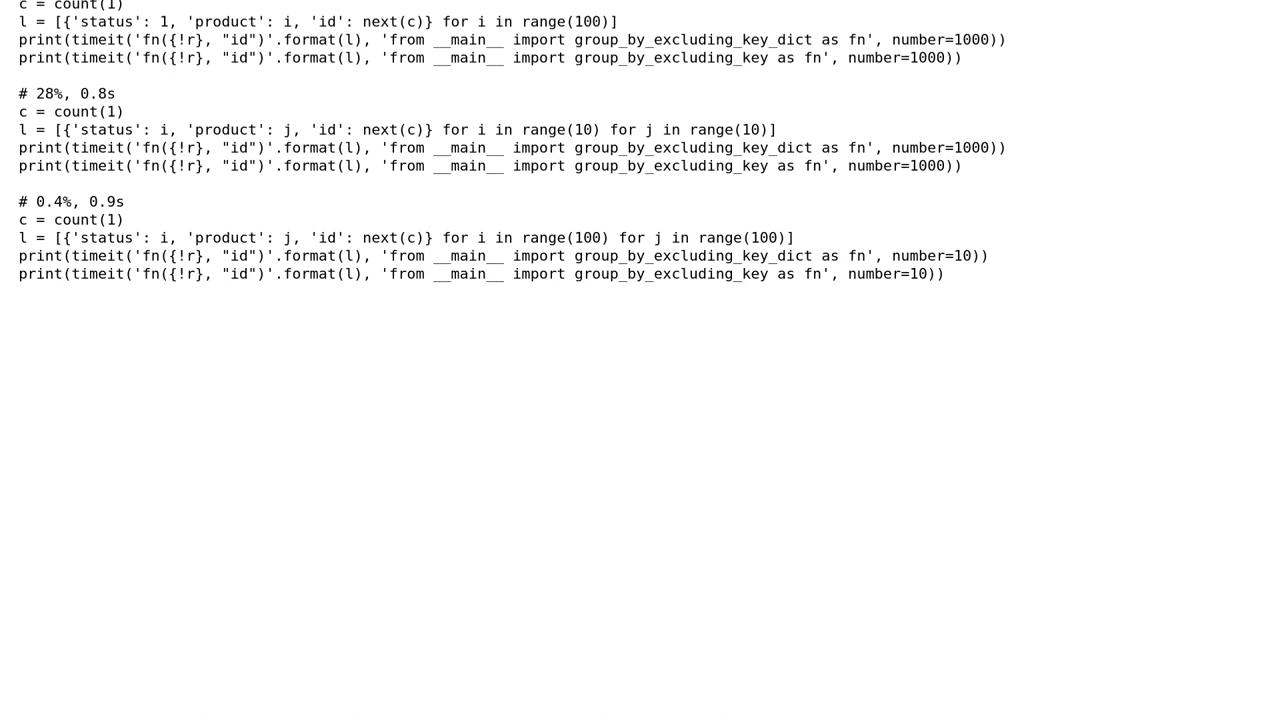 c = count(1)
l = [{'status': 1, 'product': i, 'id': next(c)} for i in range(100)]
print(timeit('fn({!r}, "id")'.format(l), 'from __main__ import group_by_excluding_key_dict as fn', number=1000))
print(timeit('fn({!r}, "id")'.format(l), 'from __main__ import group_by_excluding_key as fn', number=1000))
# 28%, 0.8s
c = count(1)
l = [{'status': i, 'product': j, 'id': next(c)} for i in range(10) for j in range(10)]
print(timeit('fn({!r}, "id")'.format(l), 'from __main__ import group_by_excluding_key_dict as fn', number=1000))
print(timeit('fn({!r}, "id")'.format(l), 'from __main__ import group_by_excluding_key as fn', number=1000))
# 0.4%, 0.9s
c = count(1)
l = [{'status': i, 'product': j, 'id': next(c)} for i in range(100) for j in range(100)]
print(timeit('fn({!r}, "id")'.format(l), 'from __main__ import group_by_excluding_key_dict as fn', number=10))
print(timeit('fn({!r}, "id")'.format(l), 'from __main__ import group_by_excluding_key as fn', number=10))